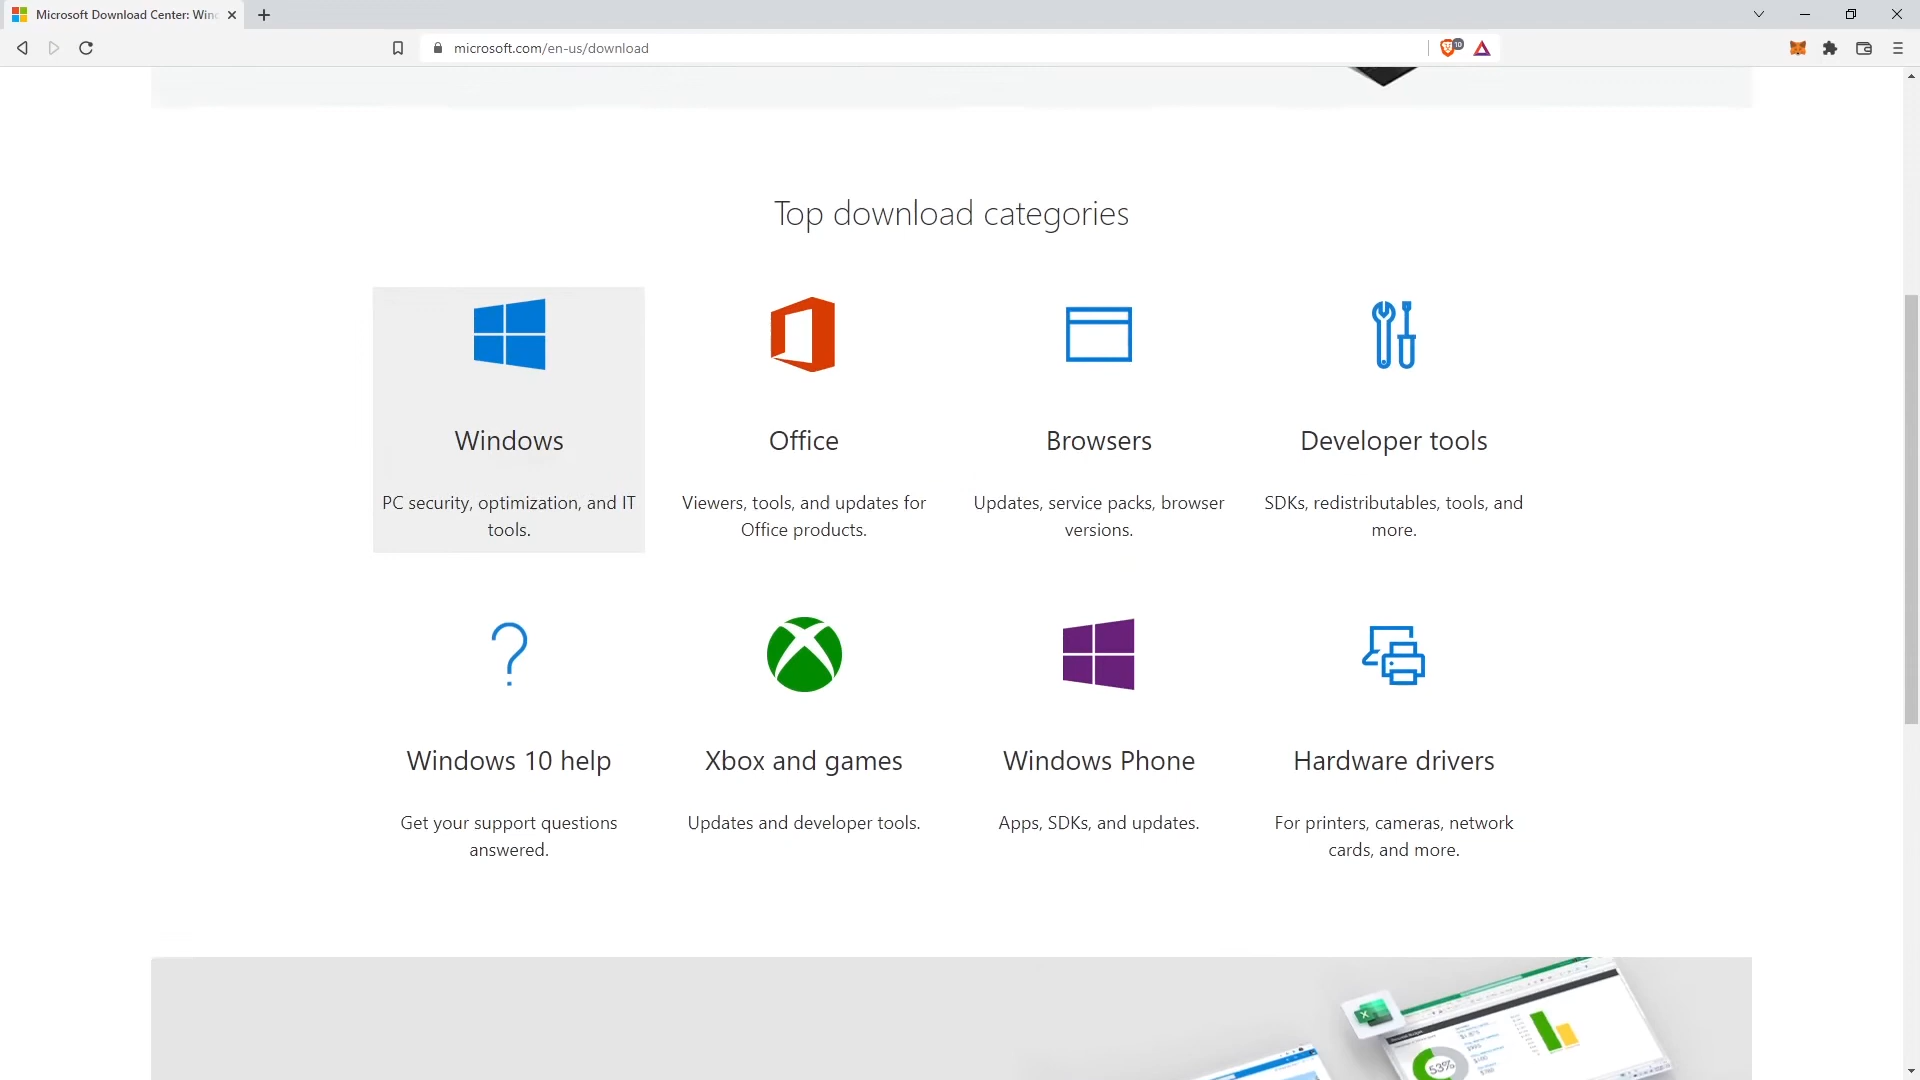 Microsoft Download Center: Win
microsoft.com/en-us/download
10
Top download categories
Windows
PC security, optimization, and IT
tools.
Office
Viewers, tools, and updates for
Office products.
Browsers
Updates, service packs, browser
versions.
Developer tools
SDKs, redistributables, tools, and
more.
Windows 10 help
Get your support questions
answered.
Xbox and games
Updates and developer tools.
Windows Phone
Apps, SDKs, and updates.
Hardware drivers
For printers, cameras, network
cards, and more.
53%